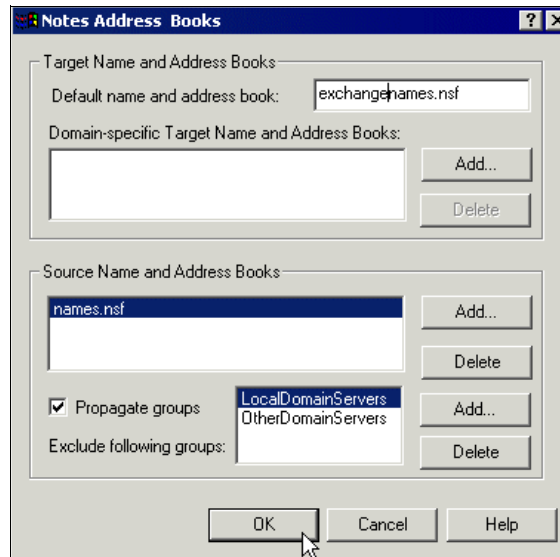 Notes Address Books
Target Name and Address Books
Default name and address book: exchangenames.nsf
Domain-specific Target Name and Address Books:
Add...
Delete
Source Name and Address Books
names.nsf
Add...
Delete
Propagate groups
LocalDomainServers
Add...
OtherDomainServers
Exclude following groups:
Delete
OK Cancel Help